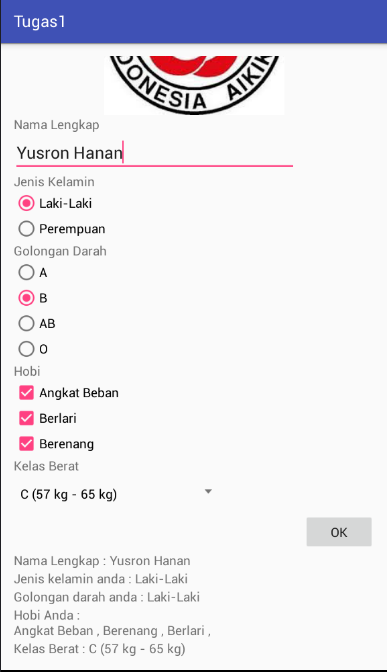 Tugas1
DONESIA AIKI
Nama Lengkap
Yusron Hanan
Jenis Kelamin
Laki-Laki
Perempuan
Golongan Darah
A
B
AB
O
Hobi
Angkat Beban
Berlari
Berenang
Kelas Berat
C (57 kg - 65 kg)
OK
Nama Lengkap : Yusron Hanan
Jenis kelamin anda : Laki-Laki
Golongan darah anda : Laki-Laki
Hobi Anda :
Angkat Beban , Berenang , Berlari ,
Kelas Berat : C (57 kg - 65 kg)